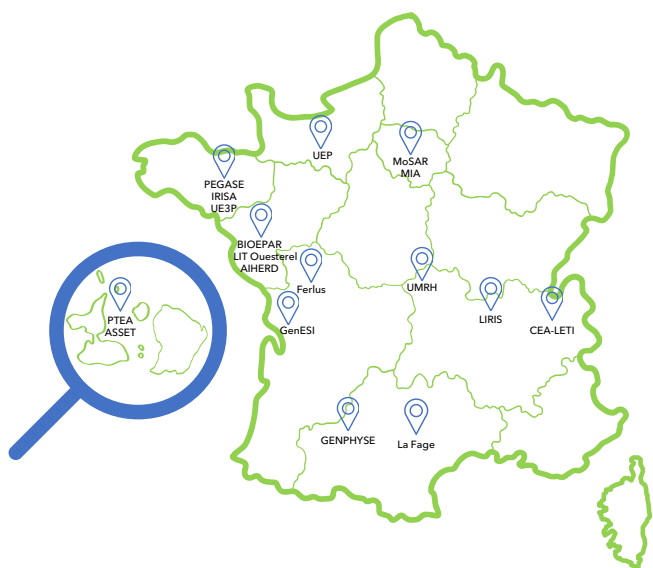 UEP
MoSAR
MIA
PEGASE
IRISA
UE3P
BIOEPAR
LIT Ouesterel
AIHERD
Ferlus
UMRH
PTEA
ASSET
GenESI
LIRIS
CEA-LETI
GENPHYSE
La Fage